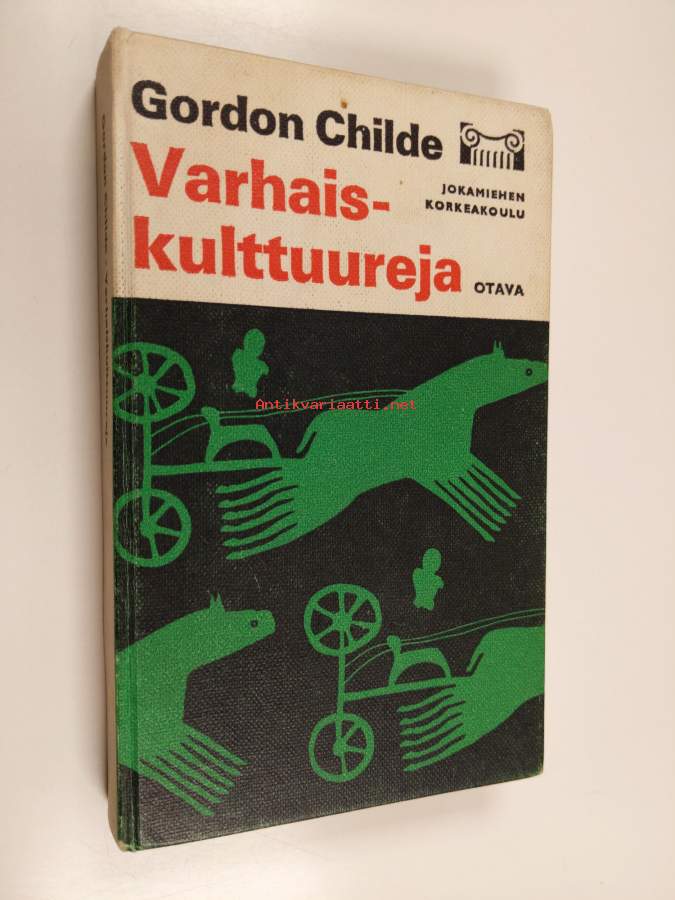 Gordon Childe
Varhais-
kulttuureja
JOKAMIEHEN
KORKEAKOULU
OTAVA
Antikvariaatti.net